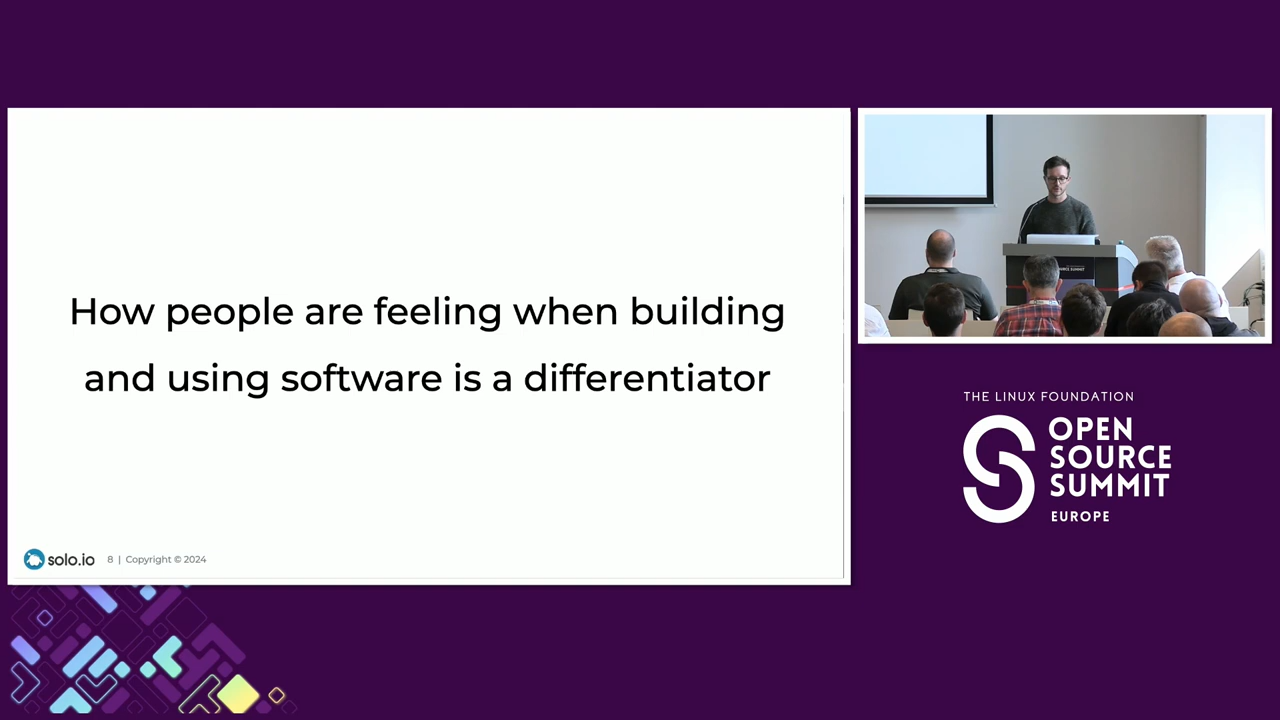 How people are feeling when building
and using software is a differentiator
solo.io
8 | Copyright © 2024
THE LINUX FOUNDATION
OPEN
SOURCE
SUMMIT
EUROPE